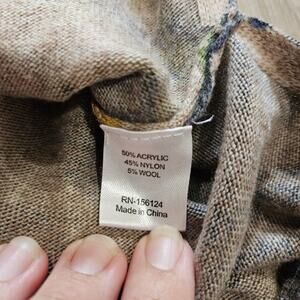 50% ACRYLIC
45% NYLON
5% WOOL
RN-156124
Made in China